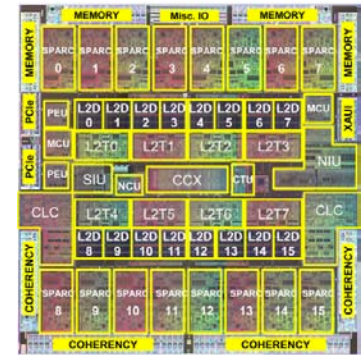 MEMORY Misc. IO MEMORY
MEMORY
SPARC 0
SPARC 1
SPARC 2
SPARC 3
SPARC 4
SPARC 5
SPARC 6
SPARC 7
MEMORY
PCIe
PEU
L2D 0
L2D 1
L2D 2
L2D 3
L2D 4
L2D 5
L2D 6
L2D 7
MCU
XAUI
MCU
L2T0 L2T1 L2T2 L2T3
NIU
PCIe
PEU
SIU
NCU
CCX
CTU
CLC
L2T4 L2T5 L2T6 L2T7
CLC
L2D 8
L2D 9
L2D 10
L2D 11
L2D 12
L2D 13
L2D 14
L2D 15
COHERENCY
SPARC 8
SPARC 9
SPARC 10
SPARC 11
SPARC 12
SPARC 13
SPARC 14
SPARC 15
COHERENCY
COHERENCY COHERENCY